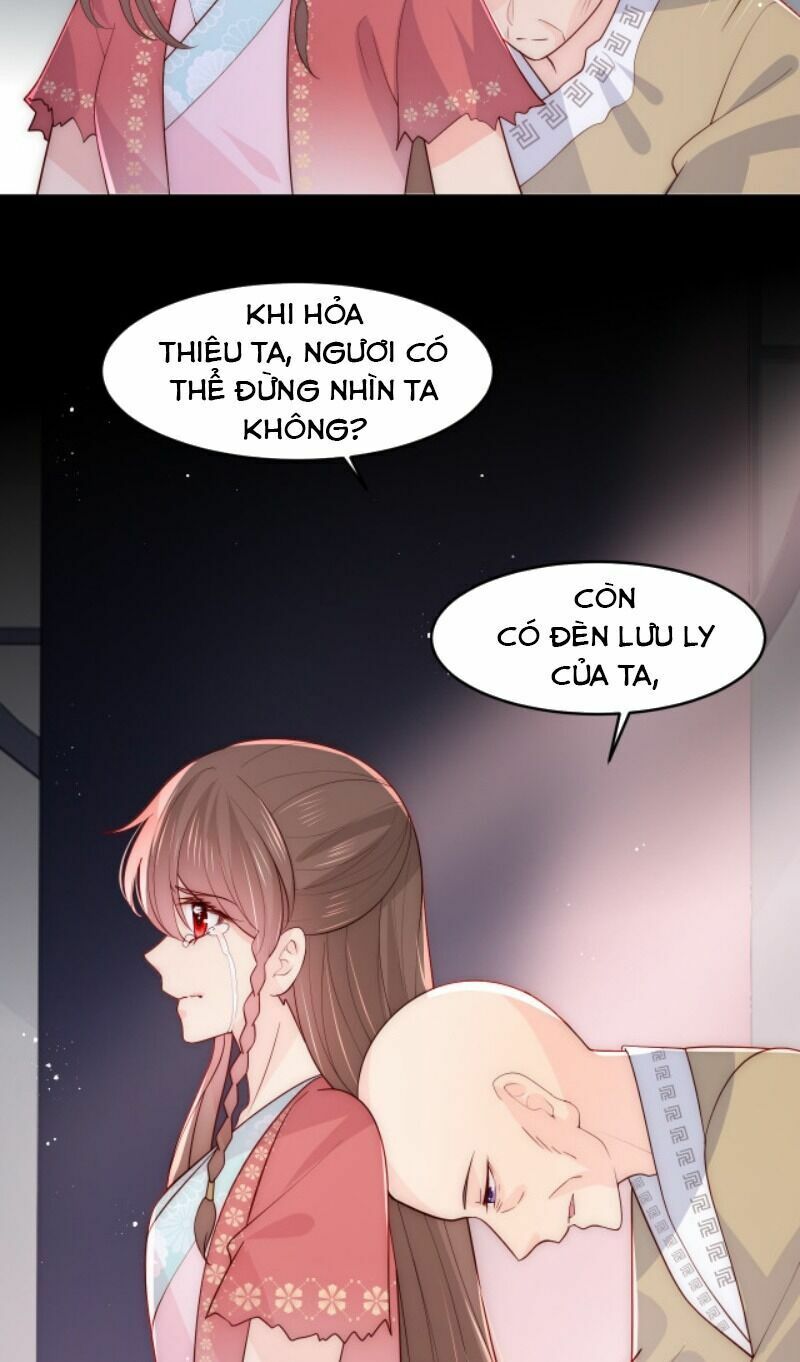 KHI HỎA
THIÊU TA, NGƯƠI CÓ
THỂ ĐỪNG NHÌN TA
KHÔNG?
CÒN
CÓ ĐÈN LƯU LY
CỦA TA,